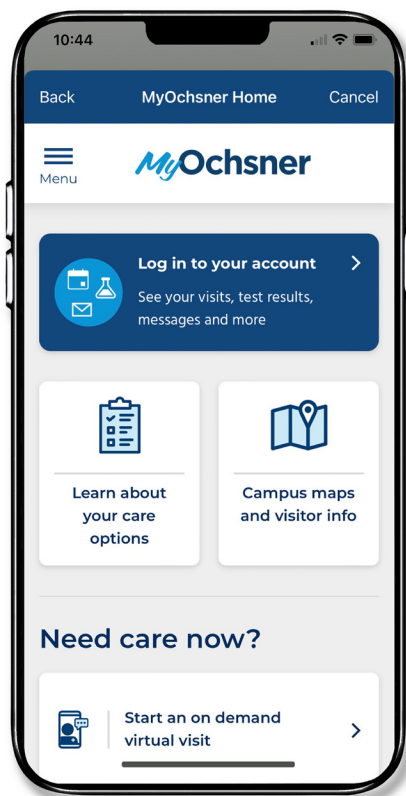 10:44
Back MyOchsner Home Cancel
Menu
MyOchsner
Log in to your account
See your visits, test results,
messages and more
Learn about
your care
options
Campus maps
and visitor info
Need care now?
Start an on demand
virtual visit